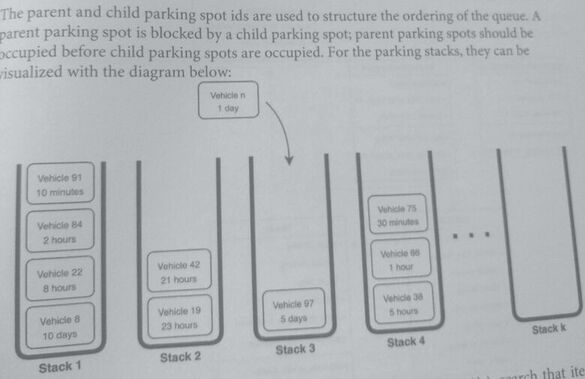 The parent and child parking spot ids are used to structure the ordering of the queue. A
parent parking spot is blocked by a child parking spot; parent parking spots should be
occupied before child parking spots are occupied. For the parking stacks, they can be
visualized with the diagram below:
Vehicle n
1 day
Vehicle 91
10 minutes
Vehicle 84
2 hours
Vehicle 22
8 hours
Vehicle 8
10 days
Stack 1
Vehicle 42
21 hours
Vehicle 19
23 hours
Stack 2
Vehicle 97
5 days
Stack 3
Vehicle 75
30 minutes
Vehicle 66
1 hour
Vehicle 38
5 hours
Stack 4
...
Stack k
search that